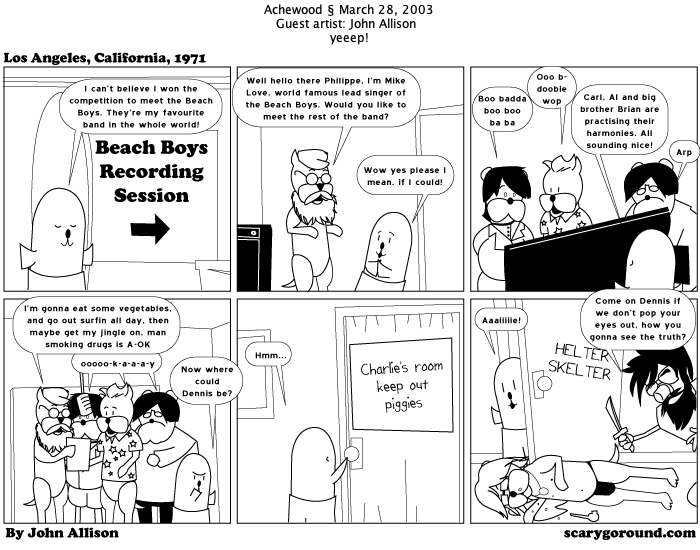 Achewood § March 28, 2003
Guest artist: John Allison
yeeep!
Los Angeles, California, 1971
I can't believe I won the
competition to meet the Beach
Boys. They're my favourite
band in the whole world!
Beach Boys
Recording
Session
Well hello there Philippe, I'm Mike
Love, world famous lead singer of
the Beach Boys. Would you like to
meet the rest of the band?
Wow yes please I
mean, if I could!
Boo badda
boo boo
ba ba
Ooo b-
doobie
wop
Carl, Al and big
brother Brian are
practising their
harmonies. All
sounding nice!
Arp
I'm gonna eat some vegetables,
and go out surfin all day, then
maybe get my jingle on, man
smoking drugs is A-OK
ooooo-k-a-a-a-y
Now where
could
Dennis be?
Hmm...
Charlie's room
keep out
piggies
Aaaiiiie!
Come on Dennis if
we don't pop your
eyes out, how you
gonna see the truth?
HELTER
SKELTER
By John Allison
scarygoround.com